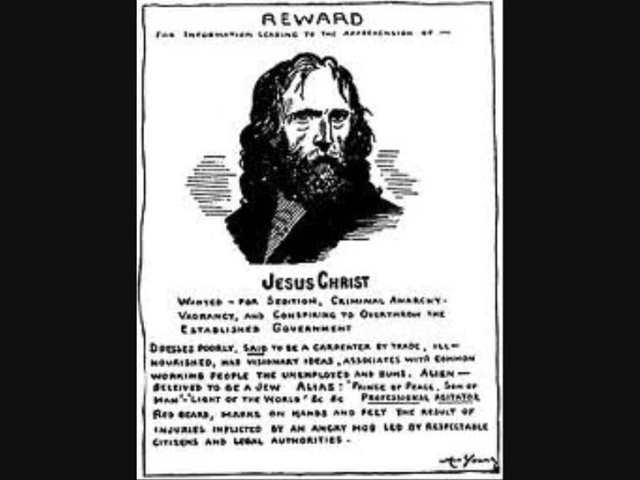 REWARD
FOR INFORMATION LEADING TO THE APPREHENSION OF —
JESUS CHRIST
WANTED – FOR SEDITION, CRIMINAL ANARCHY-
VAGRANCY, AND CONSPIRING TO OVERTHROW THE
ESTABLISHED GOVERNMENT
DRESSES POORLY, SAID TO BE A CARPENTER BY TRADE, ILL-
NOURISHED, HAS VISIONARY IDEAS, ASSOCIATES WITH COMMON
WORKING PEOPLE THE UNEMPLOYED AND BUMS. ALIEN—
BELIEVED TO BE A JEW ALIAS: "PRINCE OF PEACE, SON OF
MAN"-"LIGHT OF THE WORLD" &c &c PROFESSIONAL AGITATOR
RED BEARD, MARKS ON HANDS AND FEET THE RESULT OF
INJURIES INFLICTED BY AN ANGRY MOB LED BY RESPECTABLE
CITIZENS AND LEGAL AUTHORITIES.
Art Young